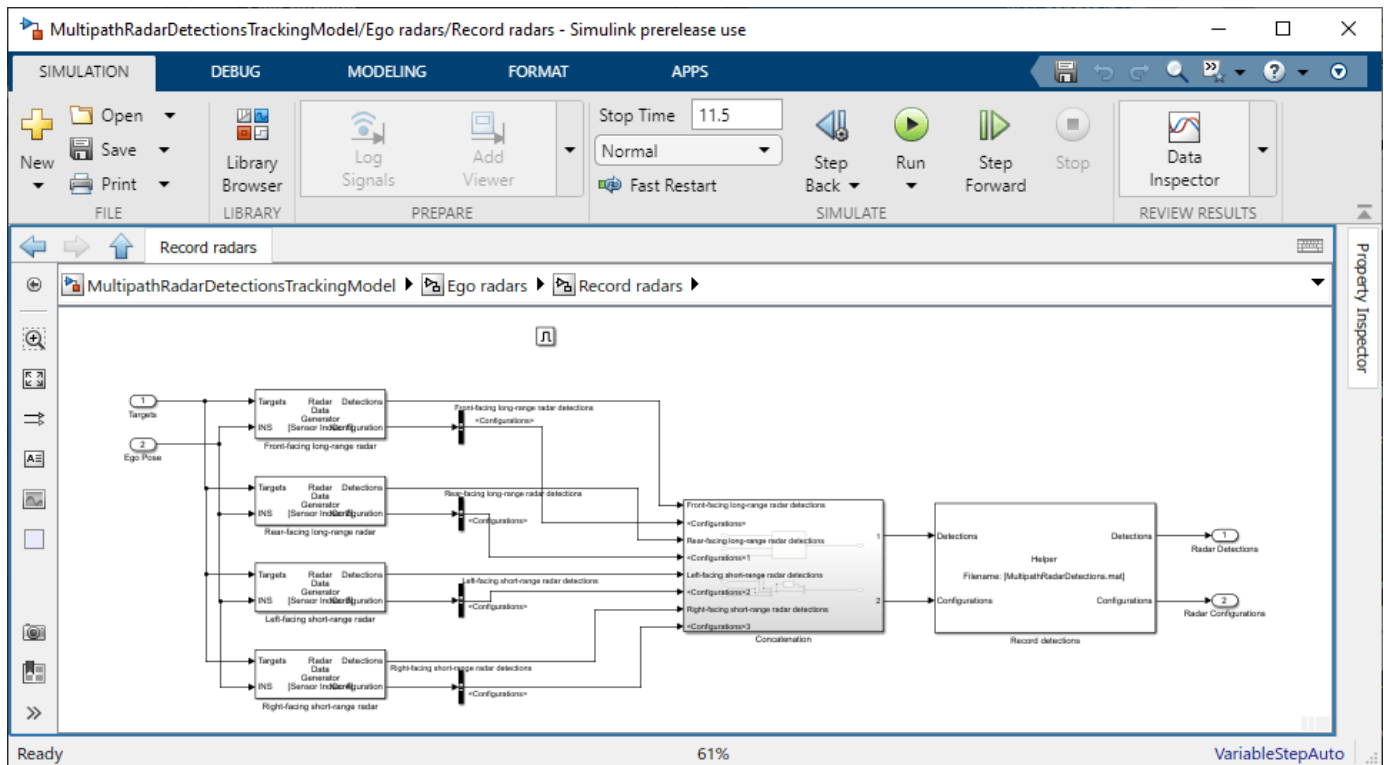 MultipathRadarDetectionsTrackingModel/Ego radars/Record radars - Simulink prerelease use
SIMULATION DEBUG MODELING FORMAT APPS
New
Open
Save
Print
FILE
Library
Browser
LIBRARY
Log
Signals
Add
Viewer
PREPARE
Stop Time 11.5
Normal
Fast Restart
Step
Back
Run
Step
Forward
Stop
SIMULATE
Data
Inspector
REVIEW RESULTS
Record radars
MultipathRadarDetectionsTrackingModel Ego radars Record radars
Property Inspector
1
Targets
2
Ego Pose
Targets Radar Detections
Data
Generator
INS
Front-facing long-range radar
Front-facing long-range radar detections
<Configurations>
Targets Radar Detections
Data
Generator
INS
Rear-facing long-range radar
Rear-facing long-range radar detections
<Configurations>
Targets Radar Detections
Data
Generator
INS
Left-facing short-range radar
Left-facing short-range radar detections
<Configurations>
Targets Radar Detections
Data
Generator
INS
Right-facing short-range radar
Right-facing short-range radar detections
<Configurations>
Front-facing long-range radar detections
<Configurations>
Rear-facing long-range radar detections
<Configurations>1
Left-facing short-range radar detections
<Configurations>2
Right-facing short-range radar detections
<Configurations>3
1
2
Concatenation
Detections Detections
Helper
Filename: [MultipathRadarDetections.mat]
Configurations Configurations
Record detections
1
Radar Detections
2
Radar Configurations
Ready 61% VariableStepAuto